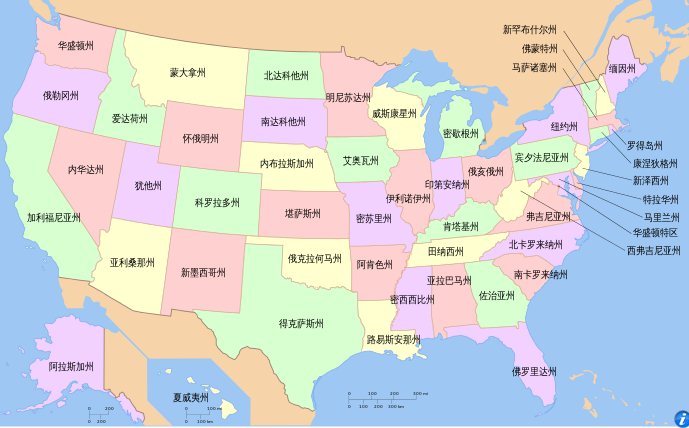 新罕布什尔州
佛蒙特州
马萨诸塞州
缅因州
华盛顿州
蒙大拿州
北达科他州
明尼苏达州
俄勒冈州
爱达荷州
南达科他州
威斯康星州
纽约州
密歇根州
怀俄明州
罗得岛州
内华达州
犹他州
内布拉斯加州
艾奥瓦州
宾夕法尼亚州
康涅狄格州
俄亥俄州
印第安纳州
新泽西州
伊利诺伊州
科罗拉多州
特拉华州
加利福尼亚州
堪萨斯州
密苏里州
弗吉尼亚州
马里兰州
肯塔基州
华盛顿特区
北卡罗来纳州
西弗吉尼亚州
田纳西州
亚利桑那州
新墨西哥州
俄克拉何马州
阿肯色州
南卡罗来纳州
亚拉巴马州
密西西比州
佐治亚州
得克萨斯州
路易斯安那州
阿拉斯加州
佛罗里达州
夏威夷州
0 200
0 200
0 100 mi
0 100 km
0 100 200 300 mi
0 100 200 300 km
i